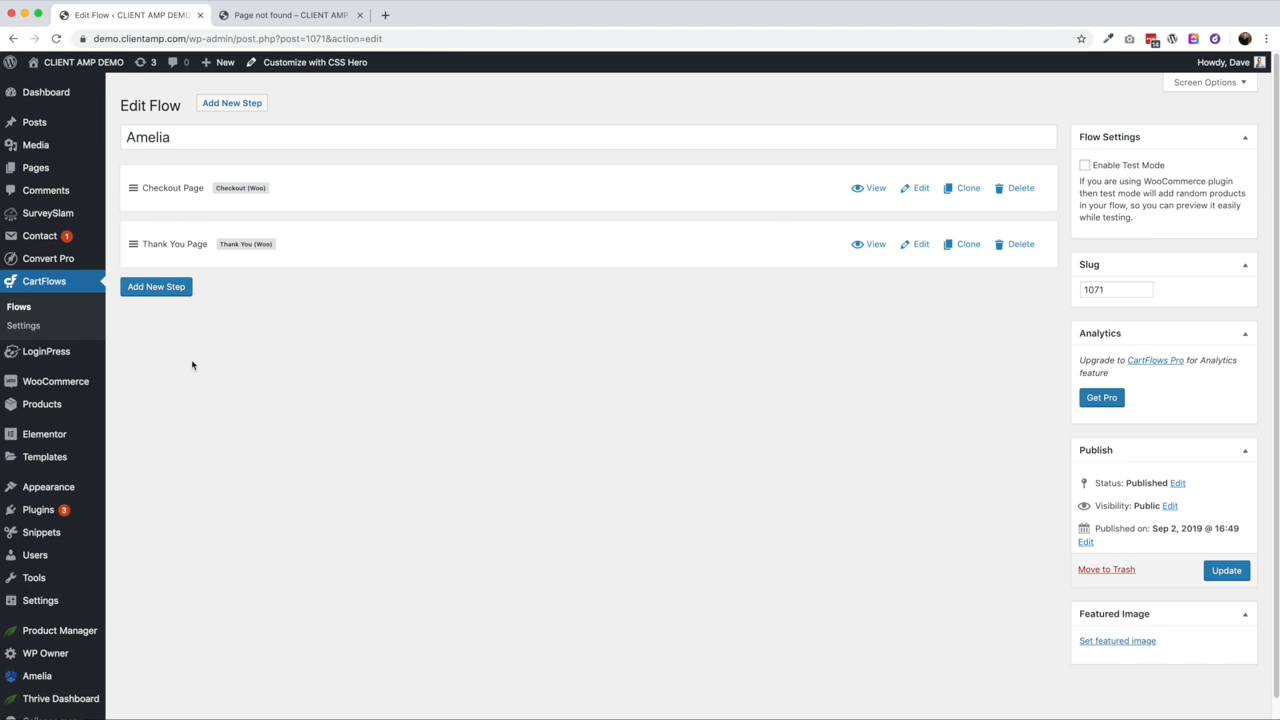 Edit Flow ‹ CLIENT AMP DEMO
Page not found – CLIENT AMP
demo.clientamp.com/wp-admin/post.php?post=1071&action=edit
14
CLIENT AMP DEMO
3
0
New
Customize with CSS Hero
Howdy, Dave
Screen Options
Dashboard
Posts
Media
Pages
Comments
SurveySlam
Contact 1
Convert Pro
CartFlows
Flows
Settings
LoginPress
WooCommerce
Products
Elementor
Templates
Appearance
Plugins 3
Snippets
Users
Tools
Settings
Product Manager
WP Owner
Amelia
Thrive Dashboard
Edit Flow
Add New Step
Amelia
Checkout Page Checkout (Woo) View Edit Clone Delete
Thank You Page Thank You (Woo) View Edit Clone Delete
Add New Step
Flow Settings
Enable Test Mode
If you are using WooCommerce plugin
then test mode will add random products
in your flow, so you can preview it easily
while testing.
Slug
1071
Analytics
Upgrade to CartFlows Pro for Analytics
feature
Get Pro
Publish
Status: Published Edit
Visibility: Public Edit
Published on: Sep 2, 2019 @ 16:49
Edit
Move to Trash
Update
Featured Image
Set featured image